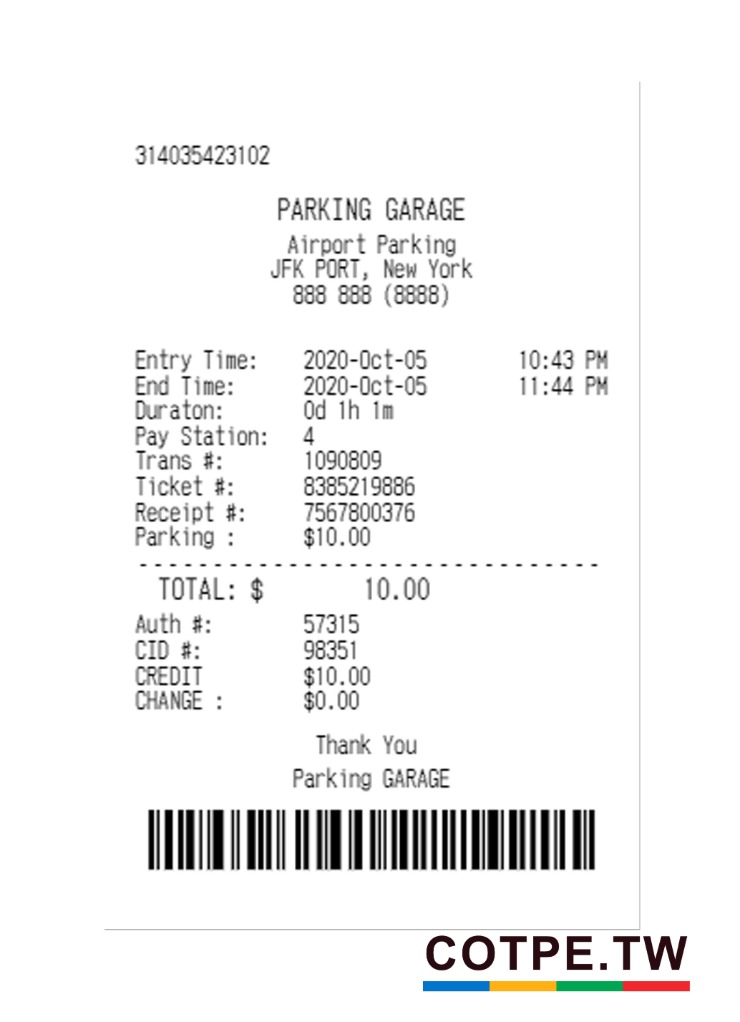 314035423102
PARKING GARAGE
Airport Parking
JFK PORT, New York
888 888 (8888)
Entry Time: 2020-Oct-05 10:43 PM
End Time: 2020-Oct-05 11:44 PM
Duraton: 0d 1h 1m
Pay Station: 4
Trans #: 1090809
Ticket #: 8385219886
Receipt #: 7567800376
Parking : $10.00
- - - - - - - - - - - - - - - - - - - - - - - - - - - - - - -
TOTAL: $ 10.00
Auth #: 57315
CID #: 98351
CREDIT $10.00
CHANGE : $0.00
Thank You
Parking GARAGE
COTPE.TW